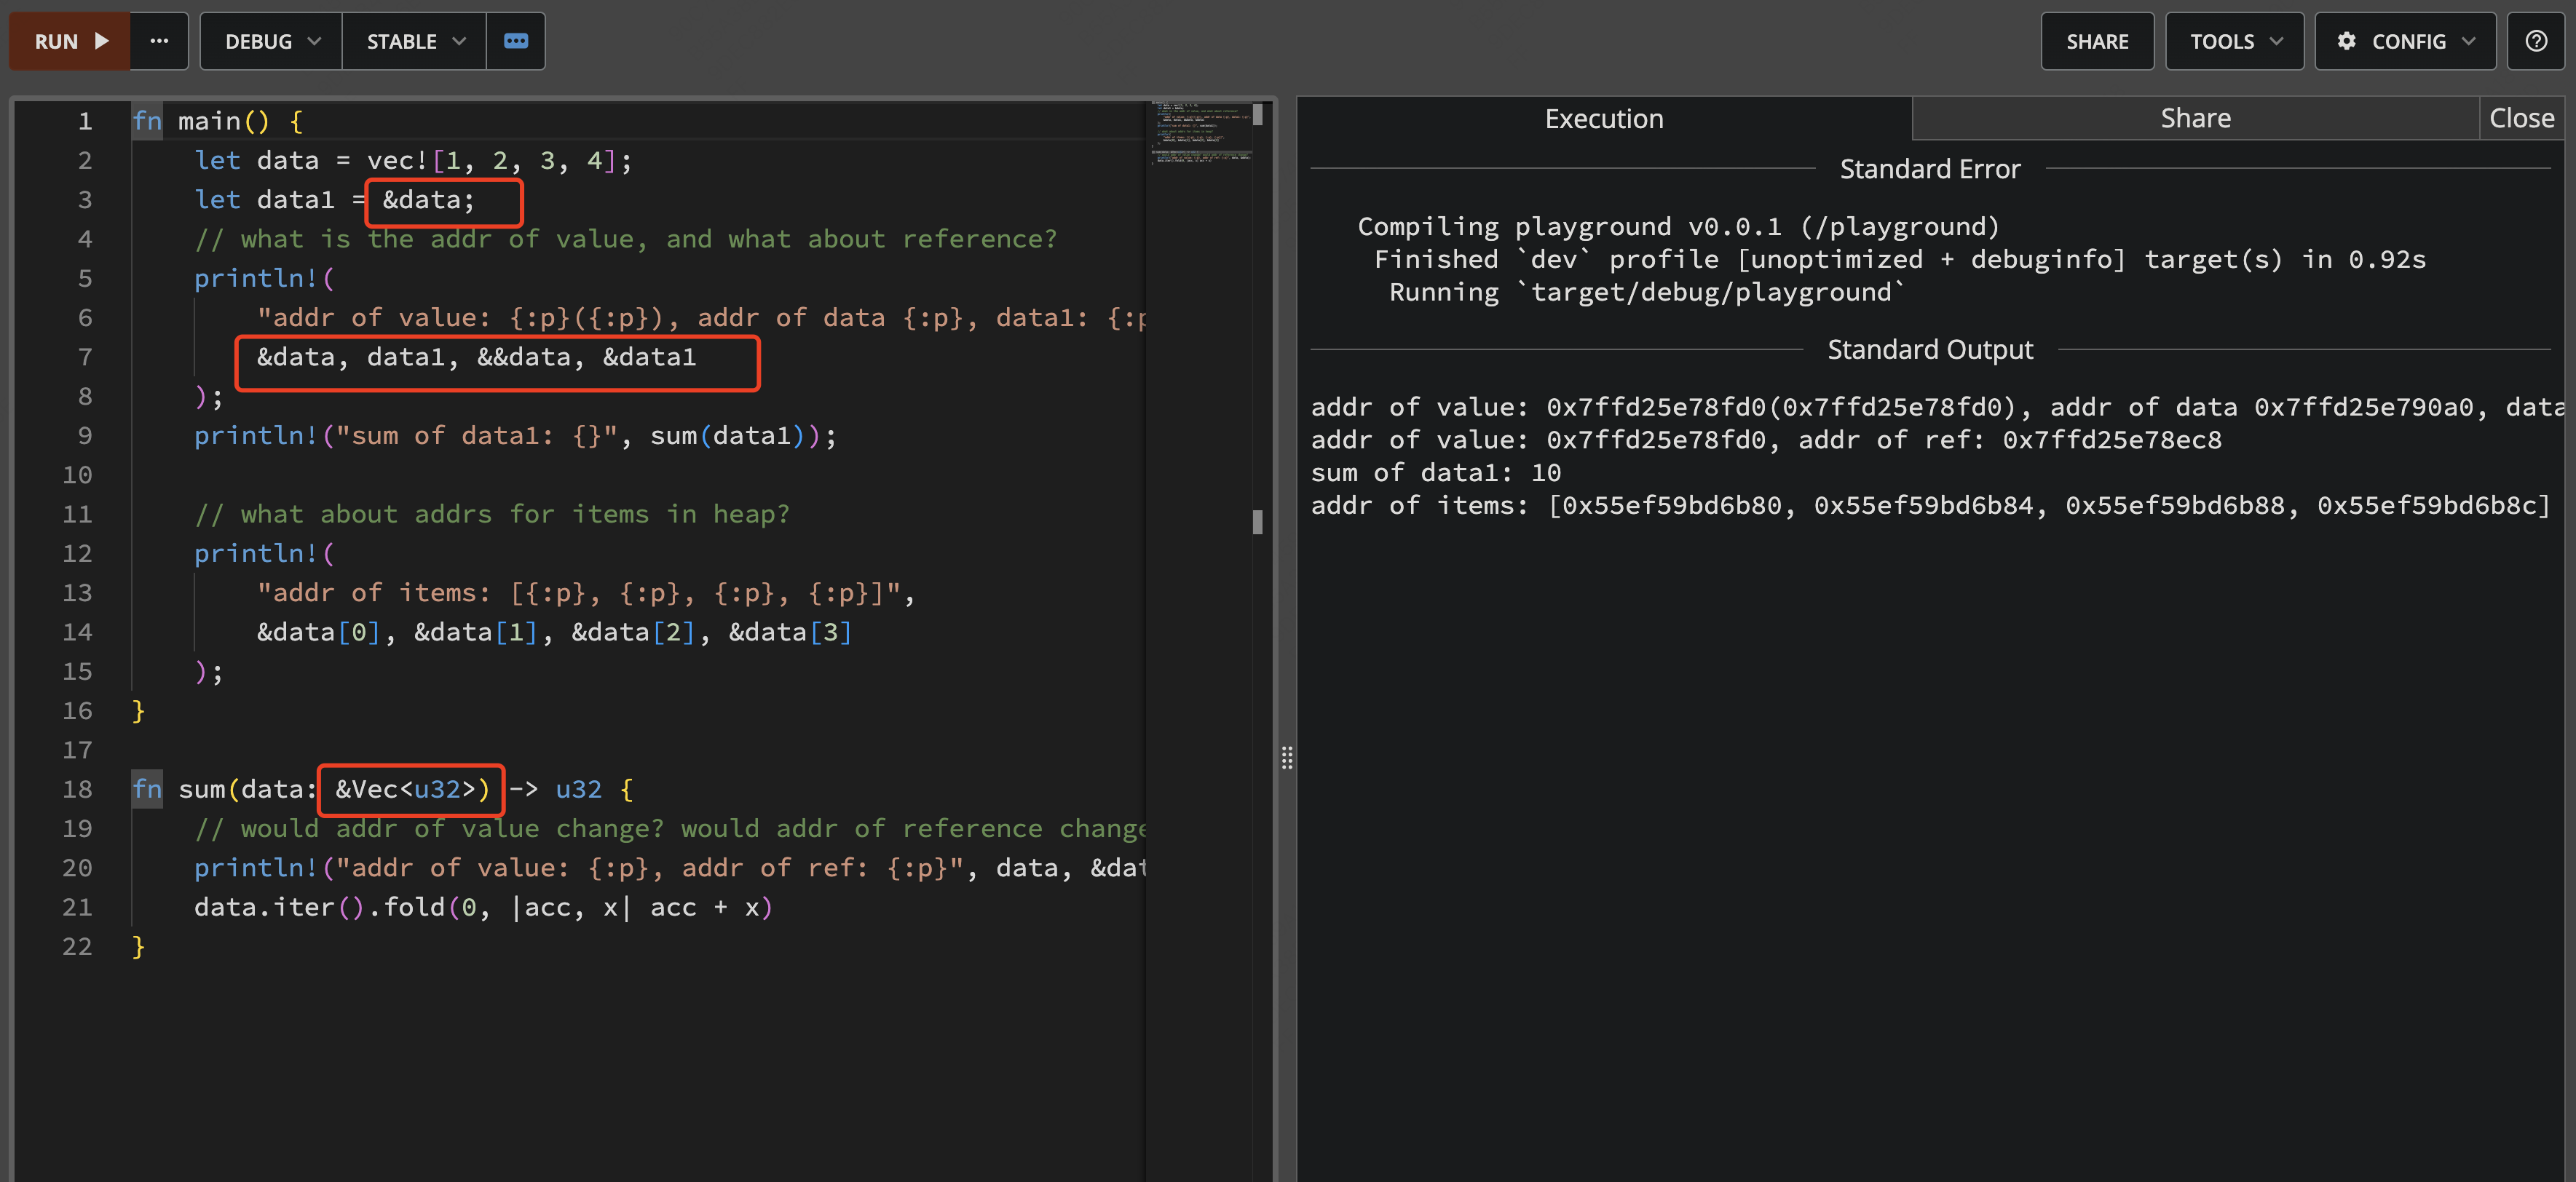 RUN ▶ ... DEBUG STABLE ... SHARE TOOLS CONFIG ?
1 fn main() {
2 let data = vec![1, 2, 3, 4];
3 let data1 = &data;
4 // what is the addr of value, and what about reference?
5 println!(
6 "addr of value: {:p}({:p}), addr of data {:p}, data1: {:p
7 &data, data1, &&data, &data1
8 );
9 println!("sum of data1: {}", sum(data1));
10
11 // what about addrs for items in heap?
12 println!(
13 "addr of items: [{:p}, {:p}, {:p}, {:p}]",
14 &data[0], &data[1], &data[2], &data[3]
15 );
16 }
17
18 fn sum(data: &Vec<u32>) -> u32 {
19 // would addr of value change? would addr of reference change
20 println!("addr of value: {:p}, addr of ref: {:p}", data, &dat
21 data.iter().fold(0, |acc, x| acc + x)
22 }
Execution Share Close
Standard Error
Compiling playground v0.0.1 (/playground)
Finished `dev` profile [unoptimized + debuginfo] target(s) in 0.92s
Running `target/debug/playground`
Standard Output
addr of value: 0x7ffd25e78fd0(0x7ffd25e78fd0), addr of data 0x7ffd25e790a0, data
addr of value: 0x7ffd25e78fd0, addr of ref: 0x7ffd25e78ec8
sum of data1: 10
addr of items: [0x55ef59bd6b80, 0x55ef59bd6b84, 0x55ef59bd6b88, 0x55ef59bd6b8c]